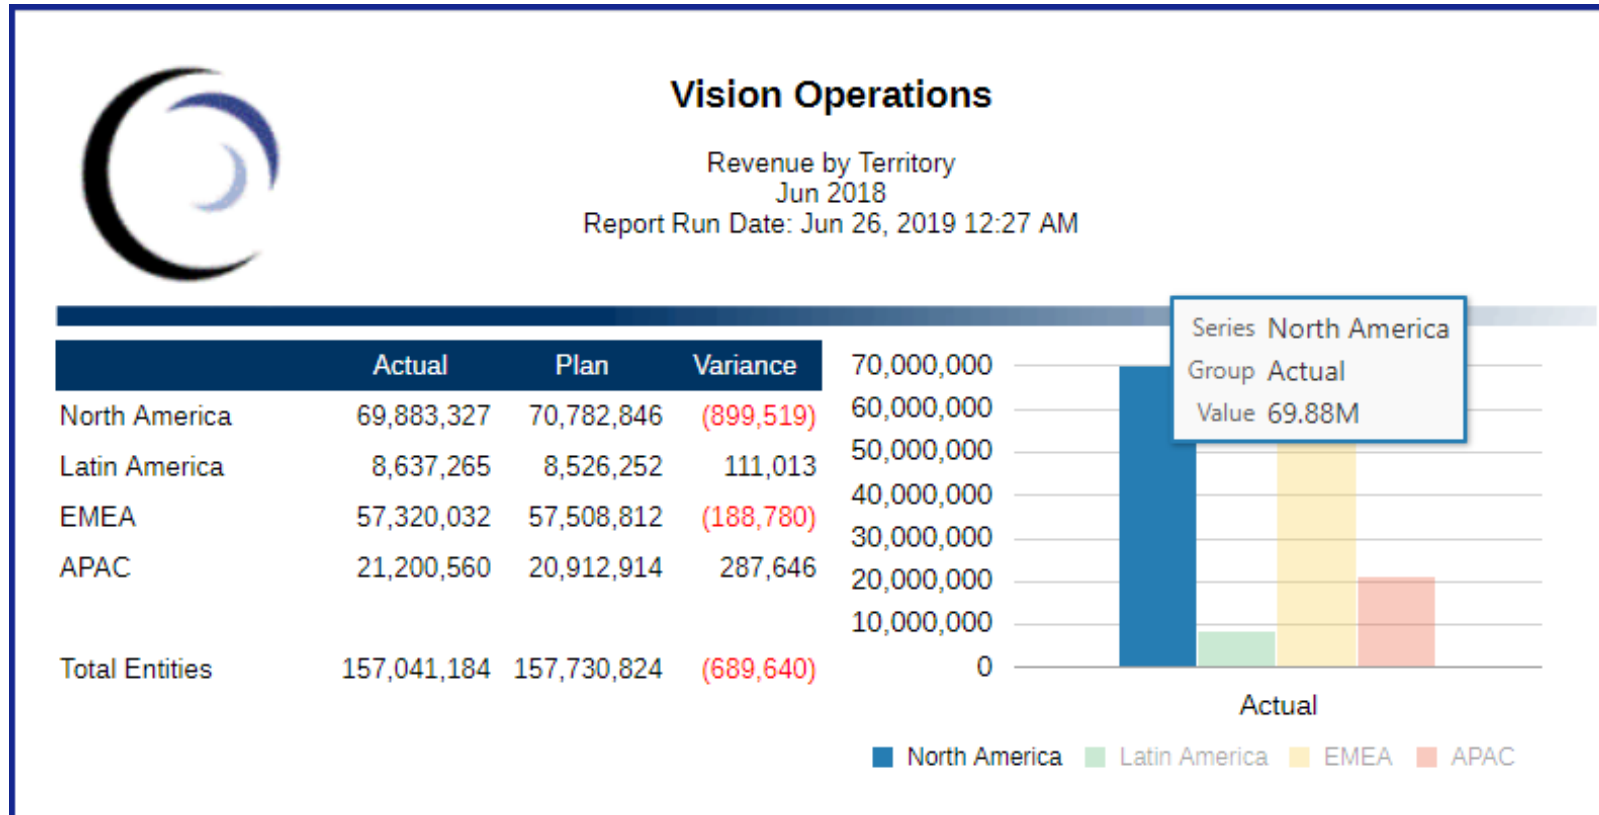 Vision Operations
Revenue by Territory
Jun 2018
Report Run Date: Jun 26, 2019 12:27 AM
Actual Plan Variance
North America 69,883,327 70,782,846 (899,519)
Latin America 8,637,265 8,526,252 111,013
EMEA 57,320,032 57,508,812 (188,780)
APAC 21,200,560 20,912,914 287,646
Total Entities 157,041,184 157,730,824 (689,640)
Series North America
Group Actual
Value 69.88M
70,000,000
60,000,000
50,000,000
40,000,000
30,000,000
20,000,000
10,000,000
0
Actual
North America Latin America EMEA APAC